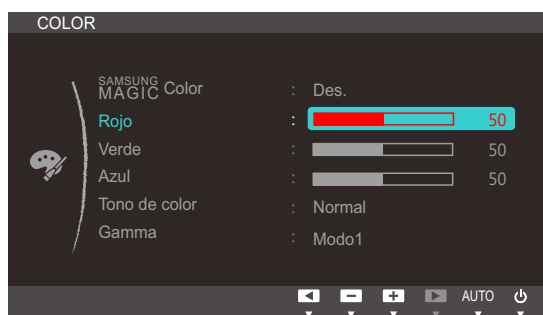 COLOR
SAMSUNG MAGIC Color : Des.
Rojo : 50
Verde : 50
Azul : 50
Tono de color : Normal
Gamma : Modo1
AUTO